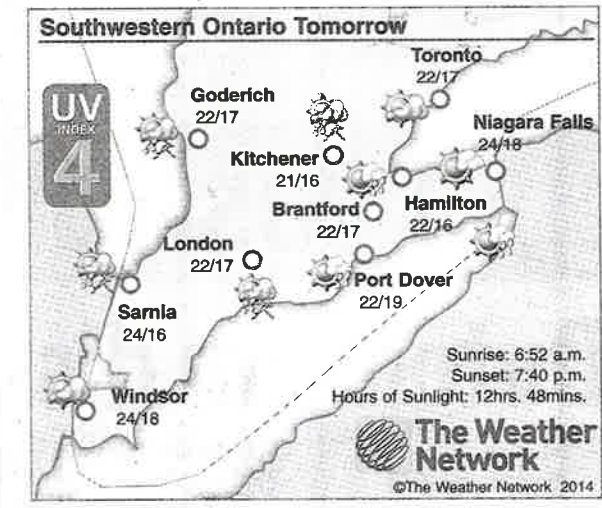 Southwestern Ontario Tomorrow
Toronto
22/17
UV
INDEX
4
Goderich
22/17
Niagara Falls
24/18
Kitchener
21/16
Brantford
22/17
Hamilton
22/16
London
22/17
Port Dover
22/19
Sarnia
24/16
Windsor
24/18
Sunrise: 6:52 a.m.
Sunset: 7:40 p.m.
Hours of Sunlight: 12hrs. 48mins.
The Weather
Network
©The Weather Network 2014